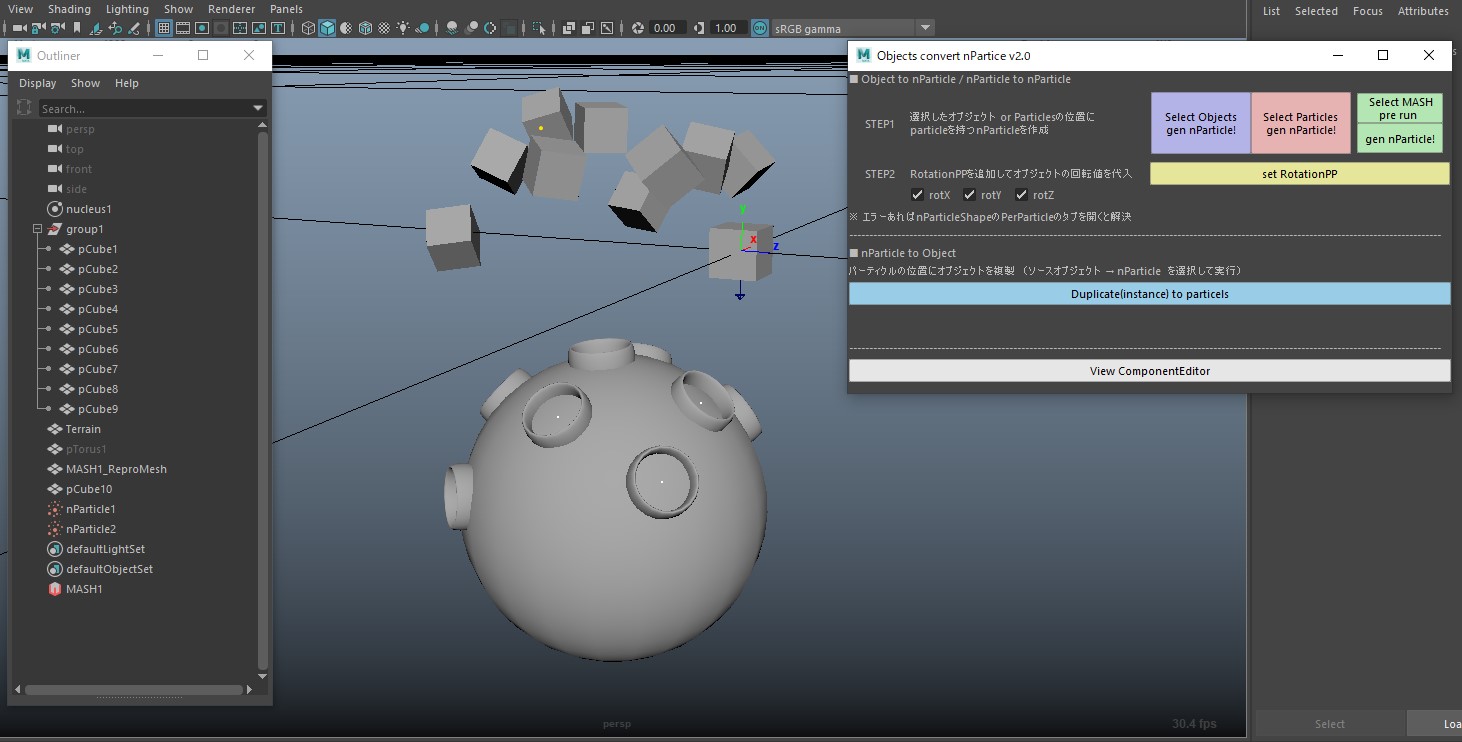 View Shading Lighting Show Renderer Panels
List Selected Focus Attributes
0.00 1.00 ON sRGB gamma
M Outliner
Display Show Help
Search...
persp
top
front
side
nucleus1
group1
pCube1
pCube2
pCube3
pCube4
pCube5
pCube6
pCube7
pCube8
pCube9
Terrain
pTorus1
MASH1_ReproMesh
pCube10
nParticle1
nParticle2
defaultLightSet
defaultObjectSet
MASH1
y
x
z
persp
30.4 fps
M Objects convert nPartice v2.0
■ Object to nParticle / nParticle to nParticle
STEP1
選択したオブジェクト or Particlesの位置に
particleを持つnParticleを作成
Select Objects
gen nParticle!
Select Particles
gen nParticle!
Select MASH
pre run
gen nParticle!
STEP2 RotationPPを追加してオブジェクトの回転値を代入
set RotationPP
rotX rotY rotZ
※ エラーあればnParticleShapeのPerParticleのタブを開くと解決
■ nParticle to Object
パーティクルの位置にオブジェクトを複製 （ソースオブジェクト → nParticle を選択して実行）
Duplicate(instance) to particels
View ComponentEditor
Select
Loa